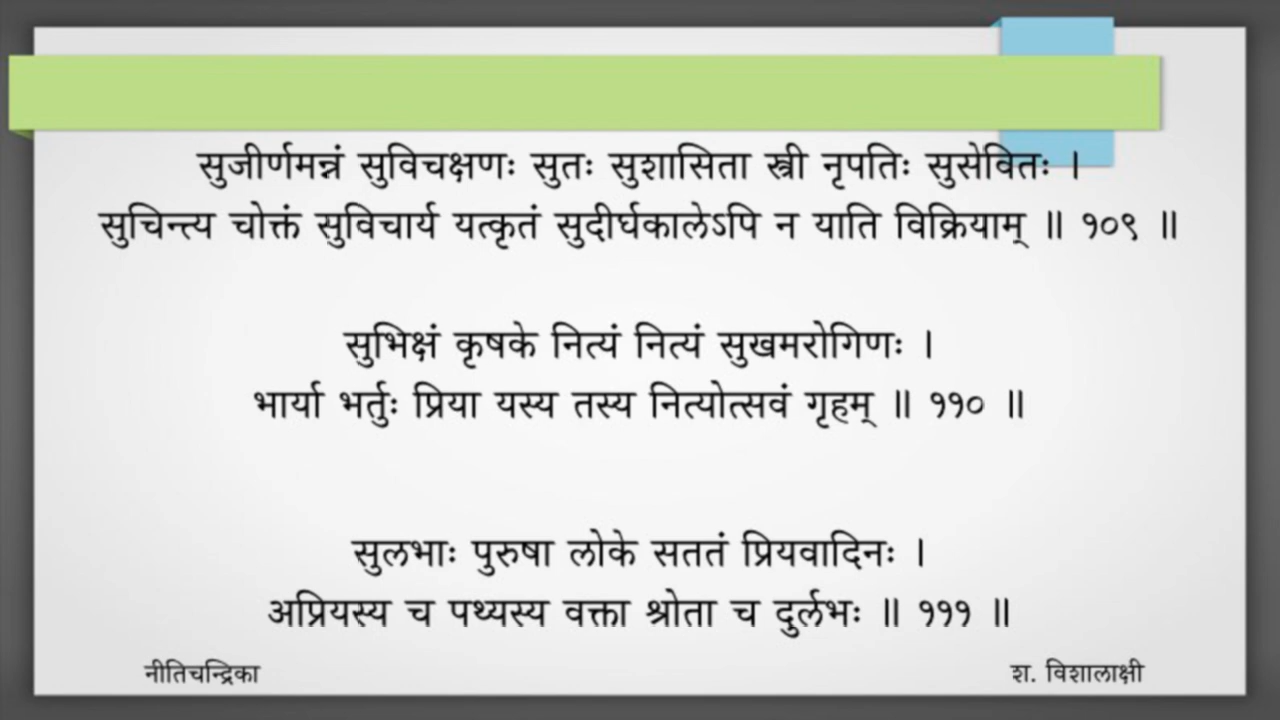 सुजीर्णमन्नं सुविचक्षणः सुतः सुशासिता स्त्री नृपतिः सुसेवितः ।
सुचिन्त्य चोक्तं सुविचार्य यत्कृतं सुदीर्घकालेऽपि न याति विक्रियाम् ॥ १०९ ॥
सुभिक्षं कृषके नित्यं नित्यं सुखमरोगिणः ।
भार्या भर्तुः प्रिया यस्य तस्य नित्योत्सवं गृहम् ॥ ११० ॥
सुलभाः पुरुषा लोके सततं प्रियवादिनः ।
अप्रियस्य च पथ्यस्य वक्ता श्रोता च दुर्लभः ॥ १११ ॥
नीतिचन्द्रिका श. विशालाक्षी